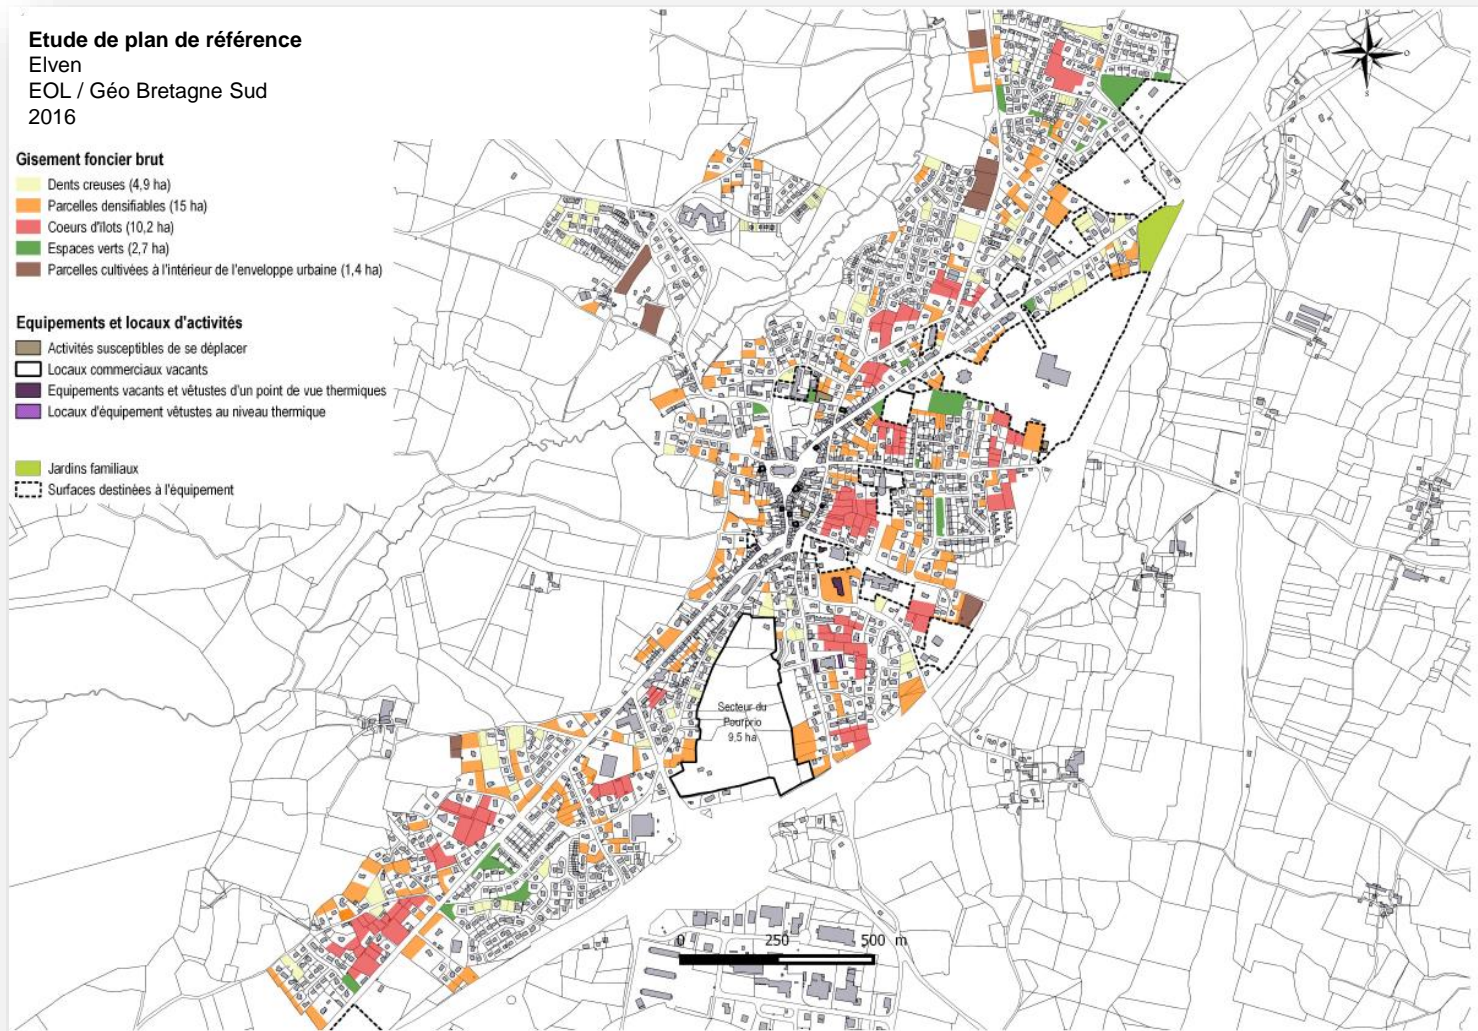 Etude de plan de référence
Elven
EOL / Géo Bretagne Sud
2016
Gisement foncier brut
Dents creuses (4,9 ha)
Parcelles densifiables (15 ha)
Coeurs d'îlots (10,2 ha)
Espaces verts (2,7 ha)
Parcelles cultivées à l'intérieur de l'enveloppe urbaine (1,4 ha)
Equipements et locaux d'activités
Activités susceptibles de se déplacer
Locaux commerciaux vacants
Equipements vacants et vêtustes d'un point de vue thermiques
Locaux d'équipement vêtustes au niveau thermique
Jardins familiaux
Surfaces destinées à l'équipement
N
O
S
Secteur du
Pourprio
9,5 ha
0 250 500 m